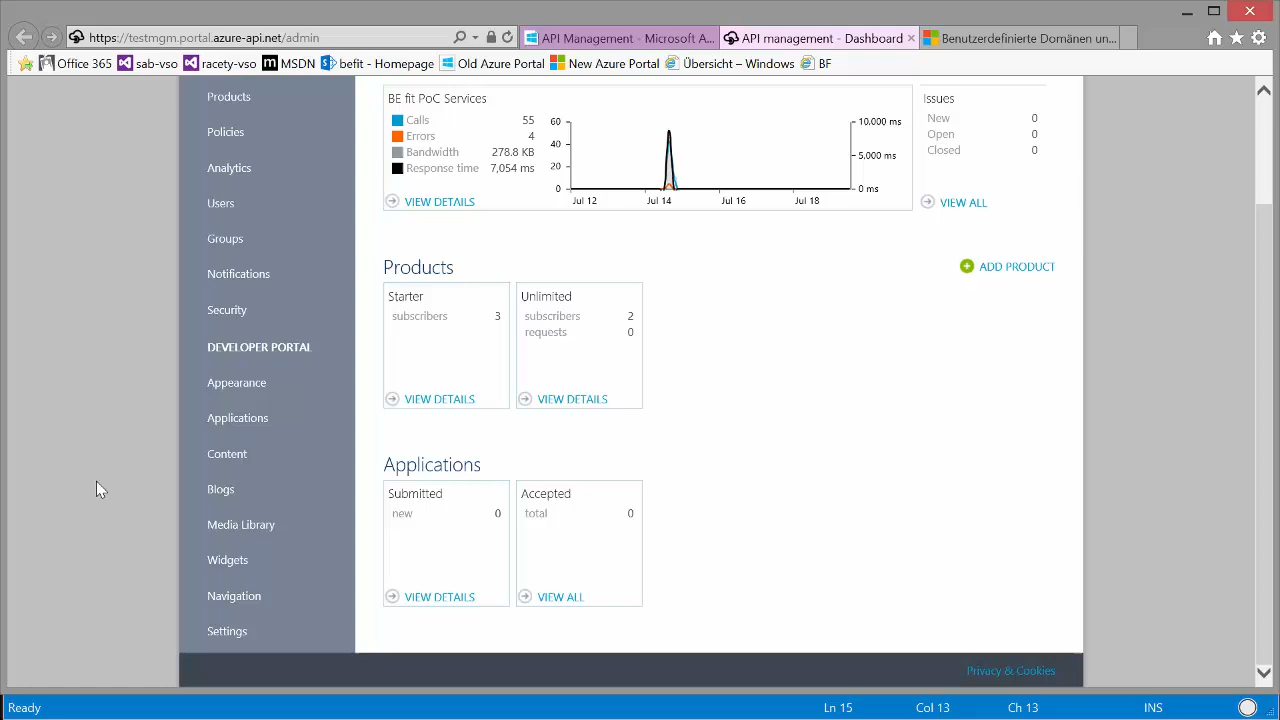 https://testmgm.portal.azure-api.net/admin
API Management - Microsoft A...
API management - Dashboard
Benutzerdefinierte Domänen un...
Office 365
sab-vso
racety-vso
m MSDN
befit - Homepage
Old Azure Portal
New Azure Portal
Übersicht – Windows
BF
Products
Policies
Analytics
Users
Groups
Notifications
Security
DEVELOPER PORTAL
Appearance
Applications
Content
Blogs
Media Library
Widgets
Navigation
Settings
BE fit PoC Services
Calls 55
Errors 4
Bandwidth 278.8 KB
Response time 7,054 ms
60
40
20
0
10,000 ms
5,000 ms
0 ms
Jul 12 Jul 14 Jul 16 Jul 18
VIEW DETAILS
Issues
New 0
Open 0
Closed 0
VIEW ALL
Products
ADD PRODUCT
Starter
subscribers 3
VIEW DETAILS
Unlimited
subscribers 2
requests 0
VIEW DETAILS
Applications
Submitted
new 0
VIEW DETAILS
Accepted
total 0
VIEW ALL
Privacy & Cookies
Ready Ln 15 Col 13 Ch 13 INS